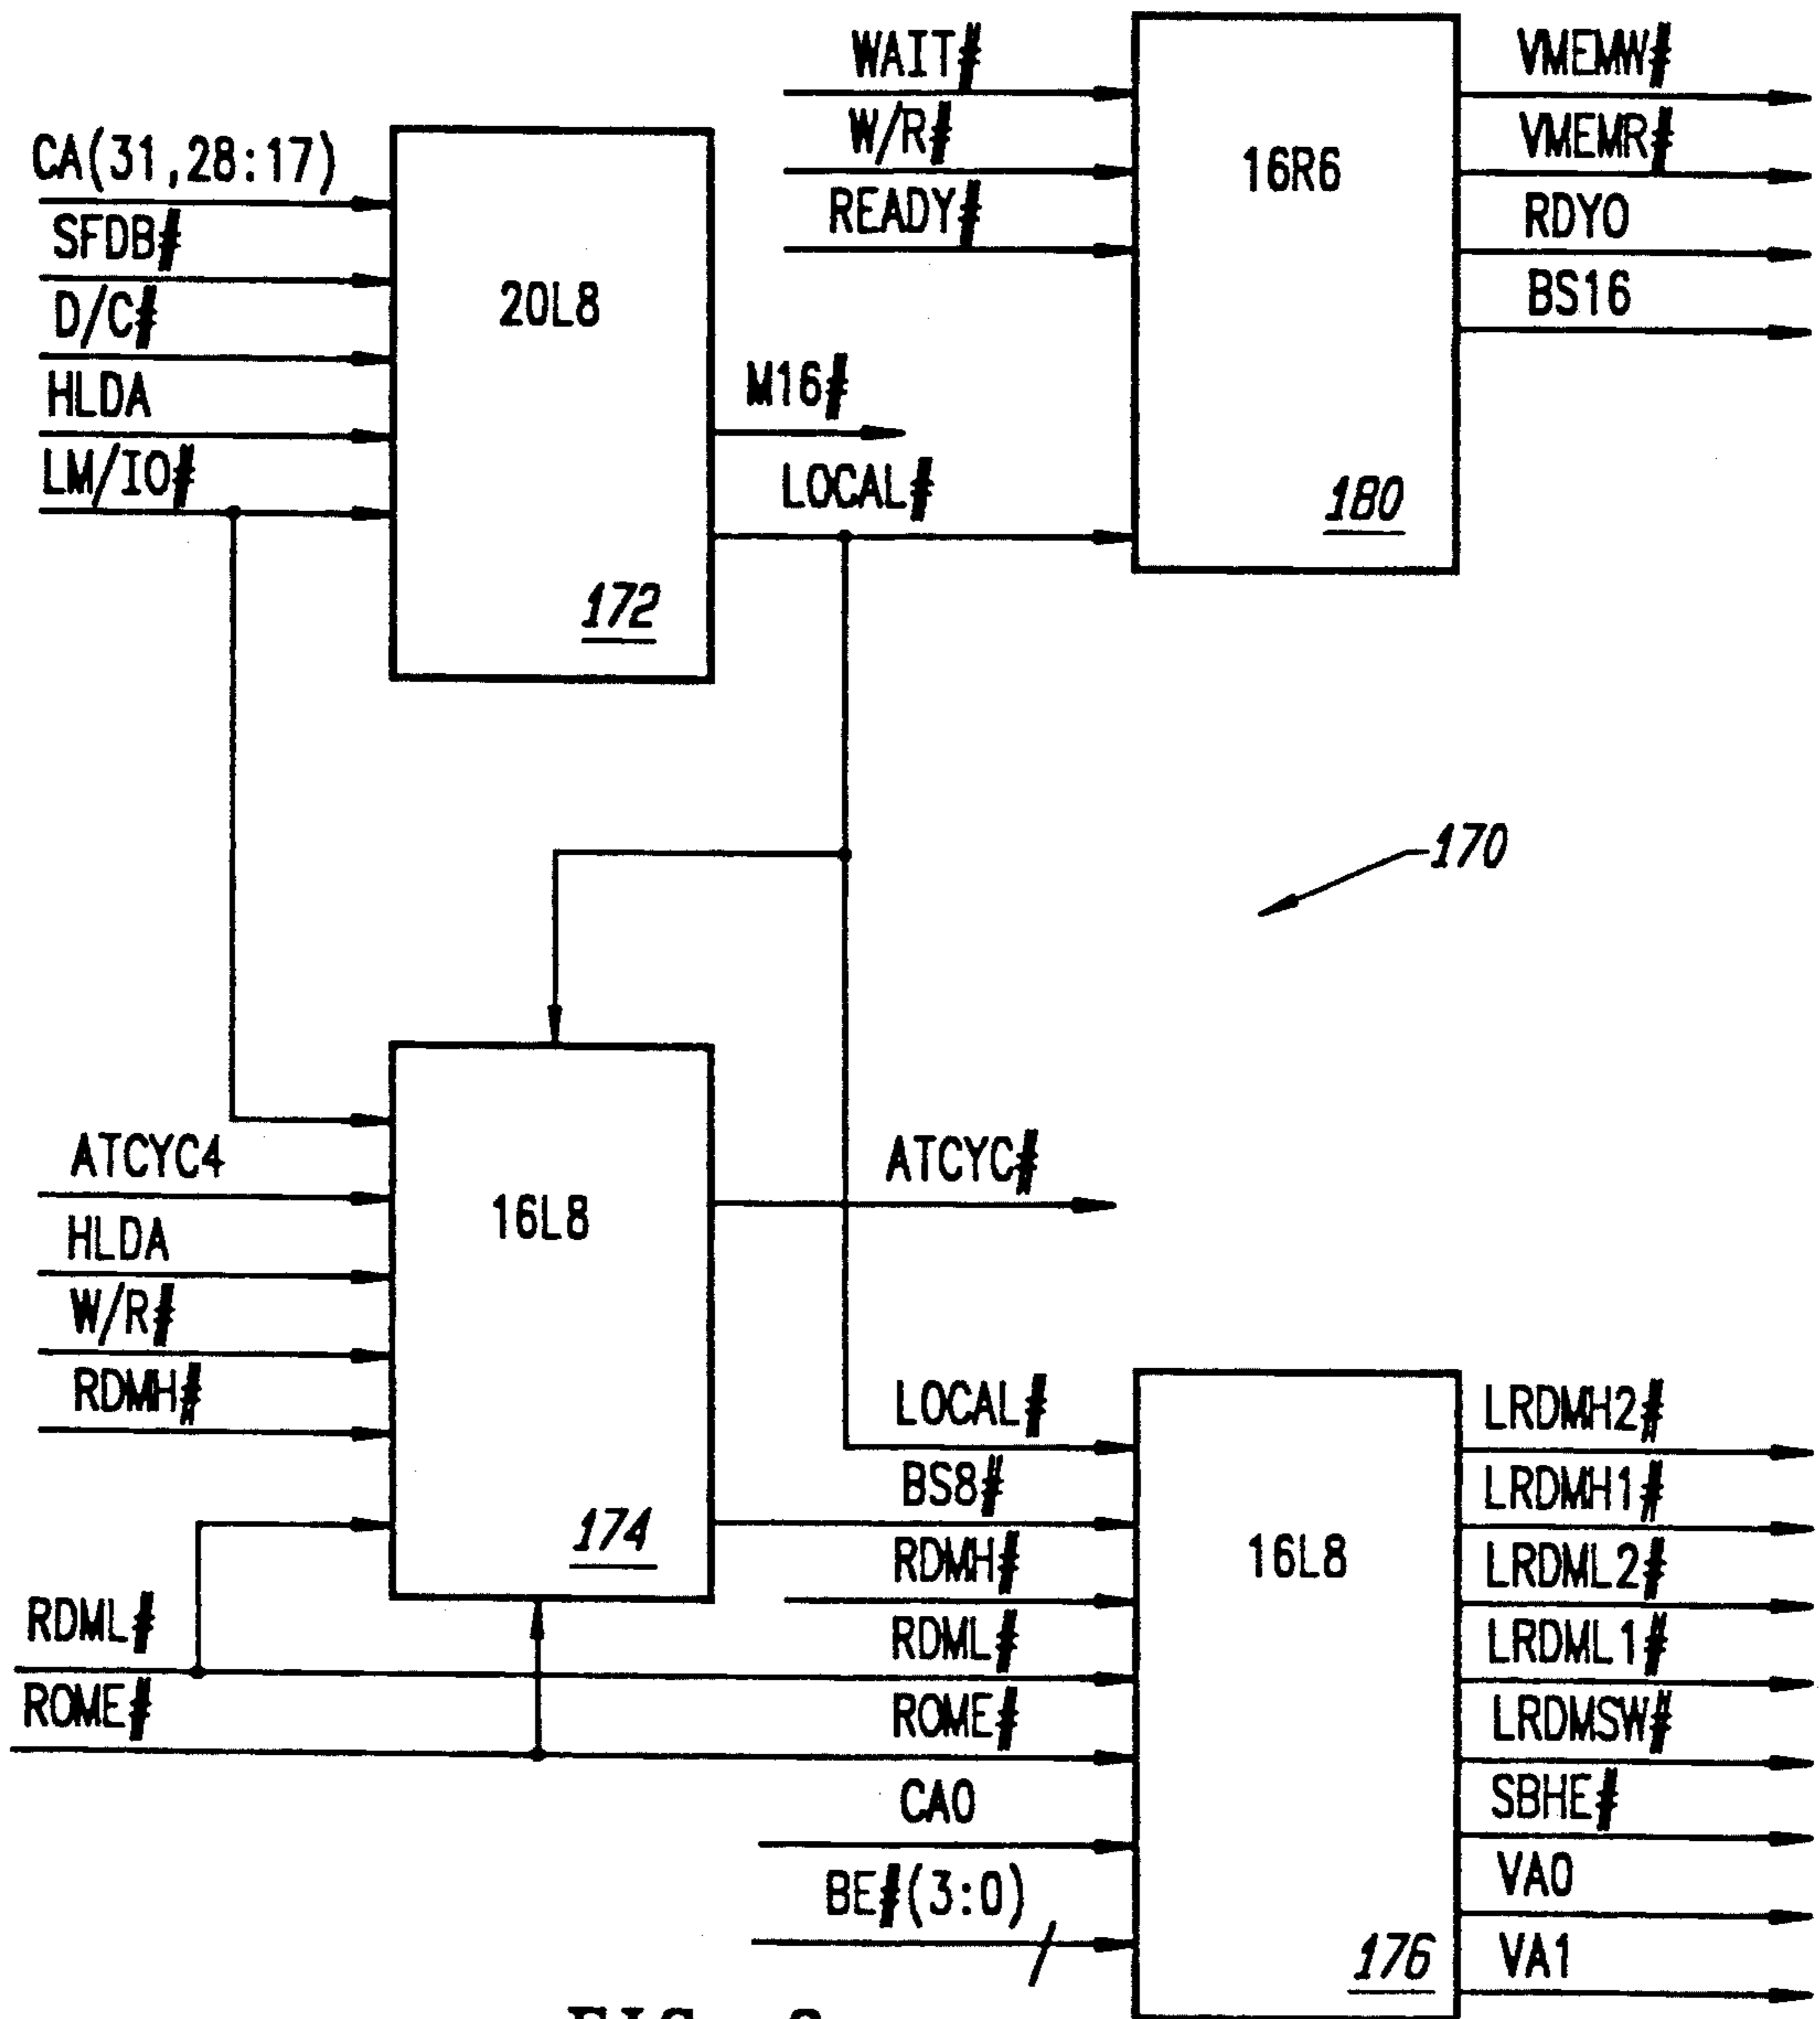 WAIT#
W/R#
READY#
16R6
180
VMEMW#
VMEMR#
RDYO
BS16
CA(31,28:17)
SFDB#
D/C#
HLDA
LM/IO#
20L8
172
M16#
LOCAL#
170
ATCYC4
HLDA
W/R#
RDMH#
RDML#
ROME#
16L8
174
ATCYC#
LOCAL#
BS8#
RDMH#
RDML#
ROME#
CA0
BE#(3:0)
16L8
176
LRDMH2#
LRDMH1#
LRDML2#
LRDML1#
LRDMSW#
SBHE#
VA0
VA1